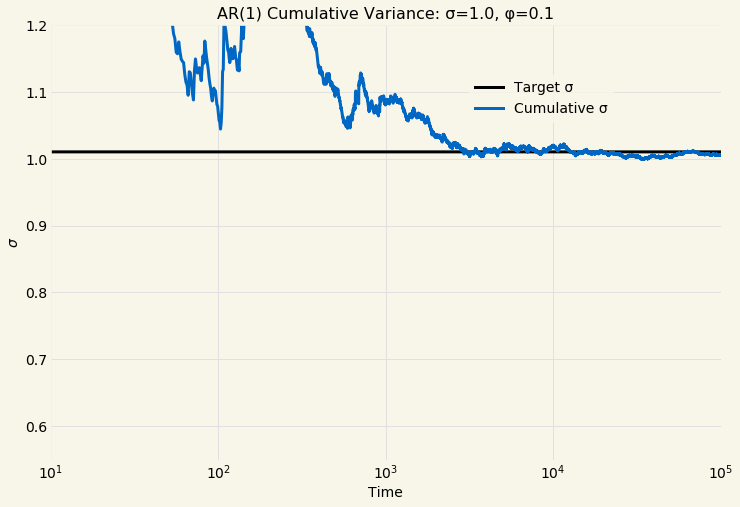 AR(1) Cumulative Variance: σ=1.0, φ=0.1
1.2
1.1
1.0
0.9
0.8
0.7
0.6
σ
Target σ
Cumulative σ
10¹ 10² 10³ 10⁴ 10⁵
Time